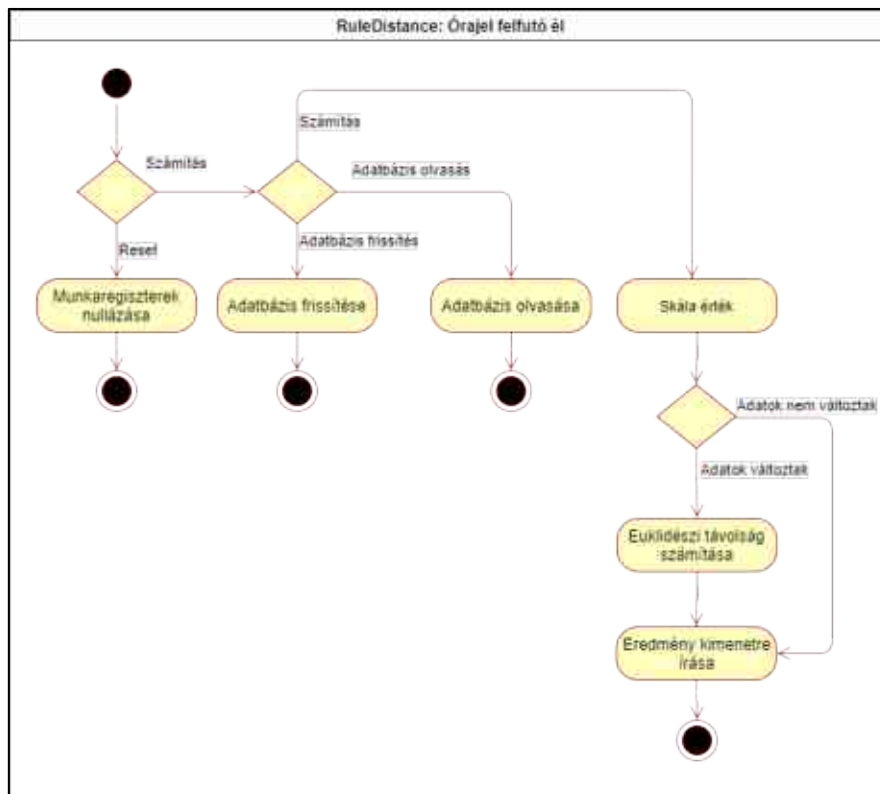 RuleDistance: Órajel felfutó él
Számítás
Számítás
Adatbázis olvasás
Adatbázis frissítés
Reset
Munkaregiszterek
nullázása
Adatbázis frissítése
Adatbázis olvasása
Skála érték
Adatok nem változtak
Adatok változtak
Euklidészi távolság
számítása
Eredmény kimenetre
írása